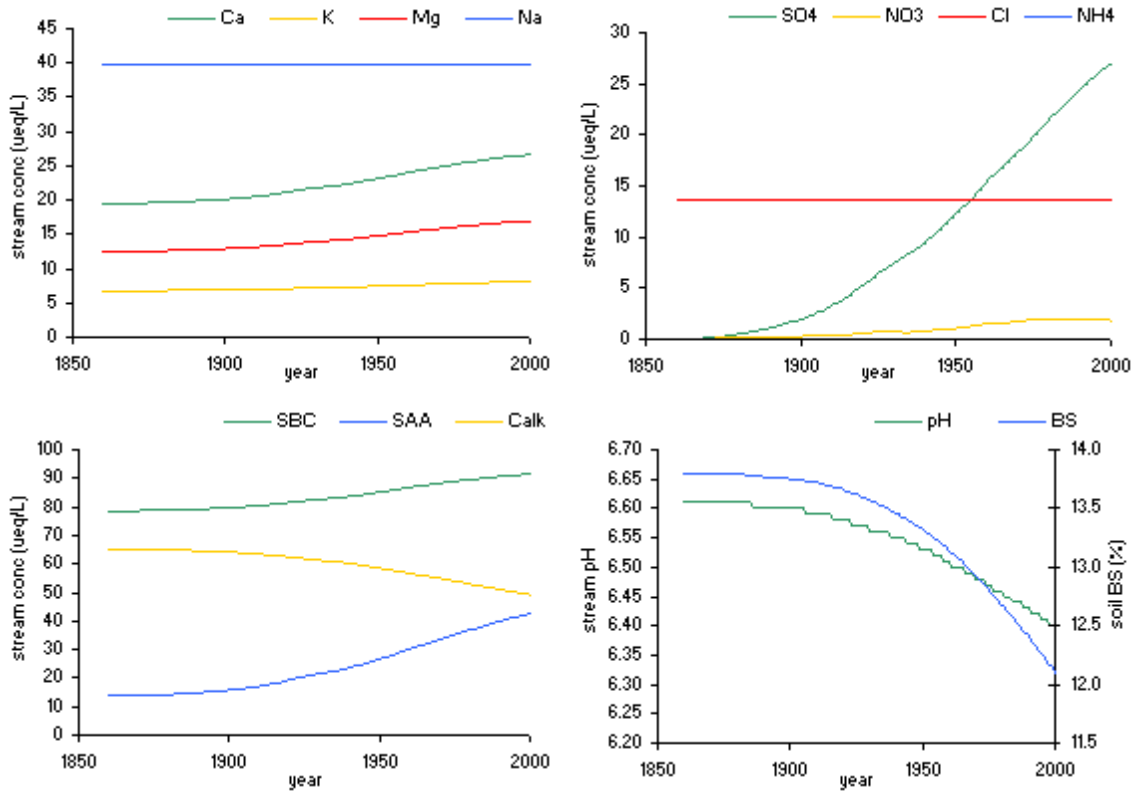 Ca K Mg Na
45
40
35
30
25
20
15
10
5
0
stream conc (ueq/L)
1850 1900 1950 2000
year
SO4 NO3 Cl NH4
30
25
20
15
10
5
0
stream conc (ueq/L)
1850 1900 1950 2000
year
SBC SAA Calk
100
90
80
70
60
50
40
30
20
10
0
stream conc (ueq/L)
1850 1900 1950 2000
year
pH BS
6.70
6.65
6.60
6.55
6.50
6.45
6.40
6.35
6.30
6.25
6.20
stream pH
14.0
13.5
13.0
12.5
12.0
11.5
soil BS (%)
1850 1900 1950 2000
year